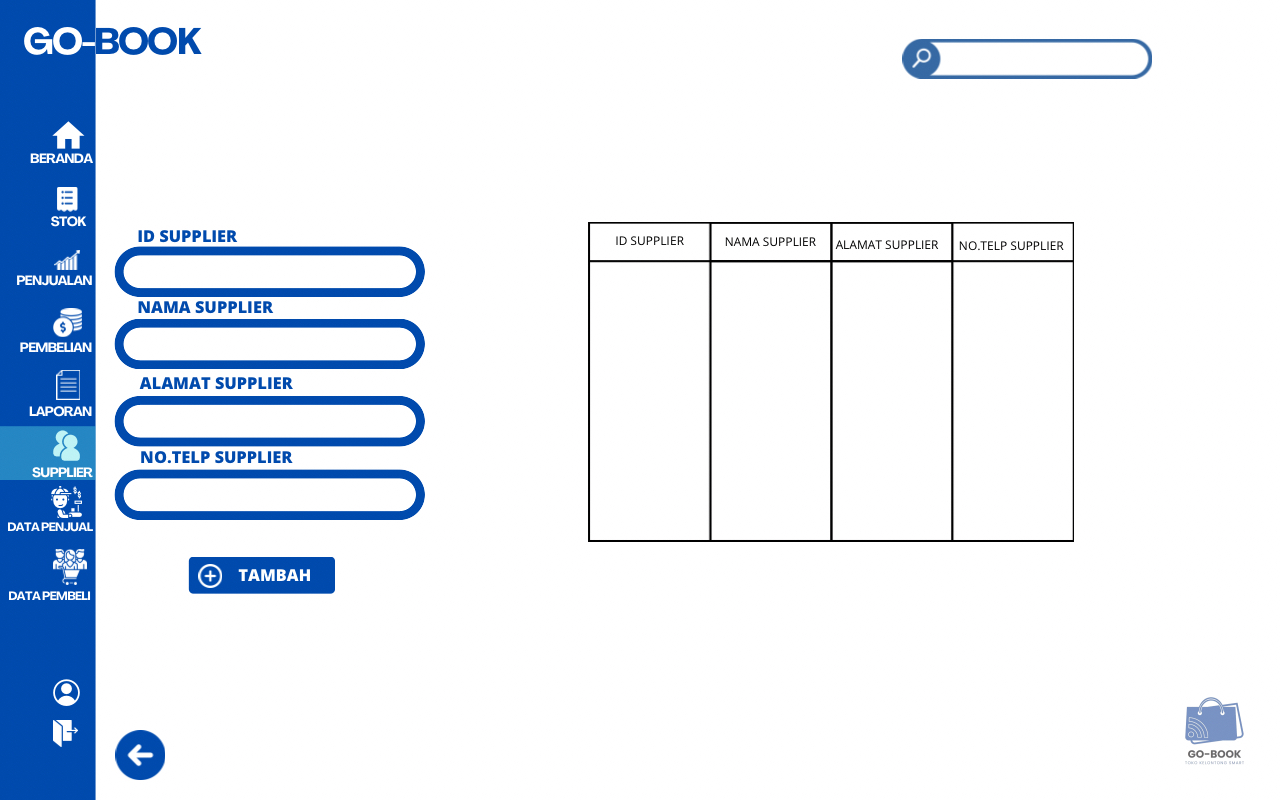 GO-BOOK
BERANDA
STOK
PENJUALAN
PEMBELIAN
LAPORAN
SUPPLIER
DATA PENJUAL
DATA PEMBELI
ID SUPPLIER
NAMA SUPPLIER
ALAMAT SUPPLIER
NO.TELP SUPPLIER
TAMBAH
ID SUPPLIER NAMA SUPPLIER ALAMAT SUPPLIER NO.TELP SUPPLIER
GO-BOOK
TOKO KELONTONG SMART